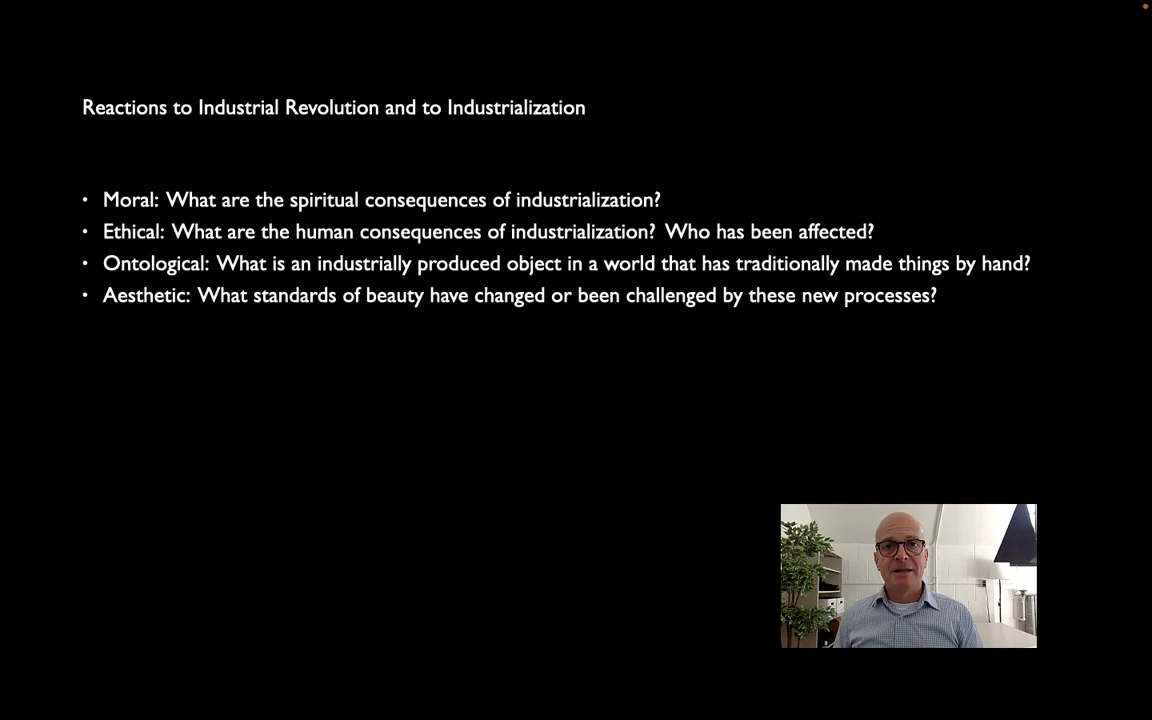 Reactions to Industrial Revolution and to Industrialization
• Moral: What are the spiritual consequences of industrialization?
• Ethical: What are the human consequences of industrialization?  Who has been affected?
• Ontological: What is an industrially produced object in a world that has traditionally made things by hand?
• Aesthetic: What standards of beauty have changed or been challenged by these new processes?